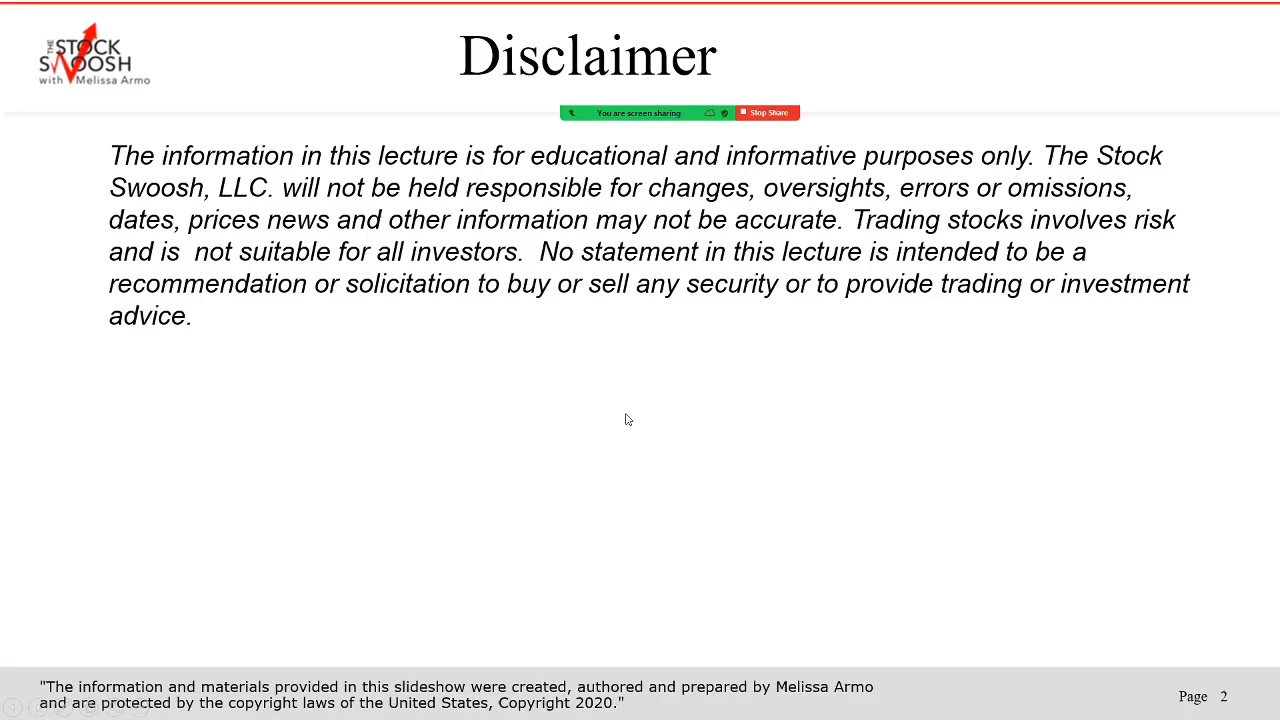 THE STOCK
SWOOSH
with Melissa Armo
Disclaimer
You are screen sharing
Stop Share
The information in this lecture is for educational and informative purposes only. The Stock
Swoosh, LLC. will not be held responsible for changes, oversights, errors or omissions,
dates, prices news and other information may not be accurate. Trading stocks involves risk
and is  not suitable for all investors.  No statement in this lecture is intended to be a
recommendation or solicitation to buy or sell any security or to provide trading or investment
advice.
"The information and materials provided in this slideshow were created, authored and prepared by Melissa Armo
and are protected by the copyright laws of the United States, Copyright 2020."
Page 2